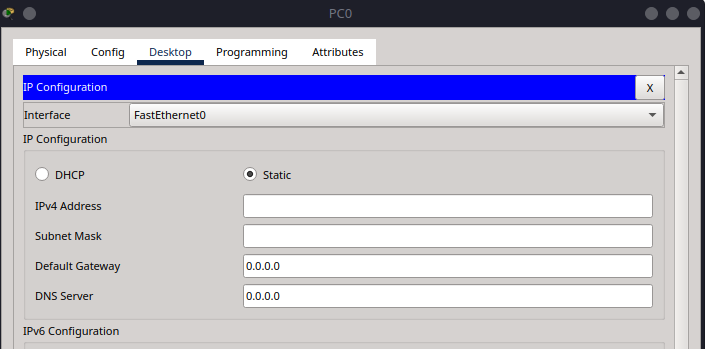 PC0
Physical Config Desktop Programming Attributes
IP Configuration X
Interface FastEthernet0
IP Configuration
DHCP Static
IPv4 Address
Subnet Mask
Default Gateway 0.0.0.0
DNS Server 0.0.0.0
IPv6 Configuration